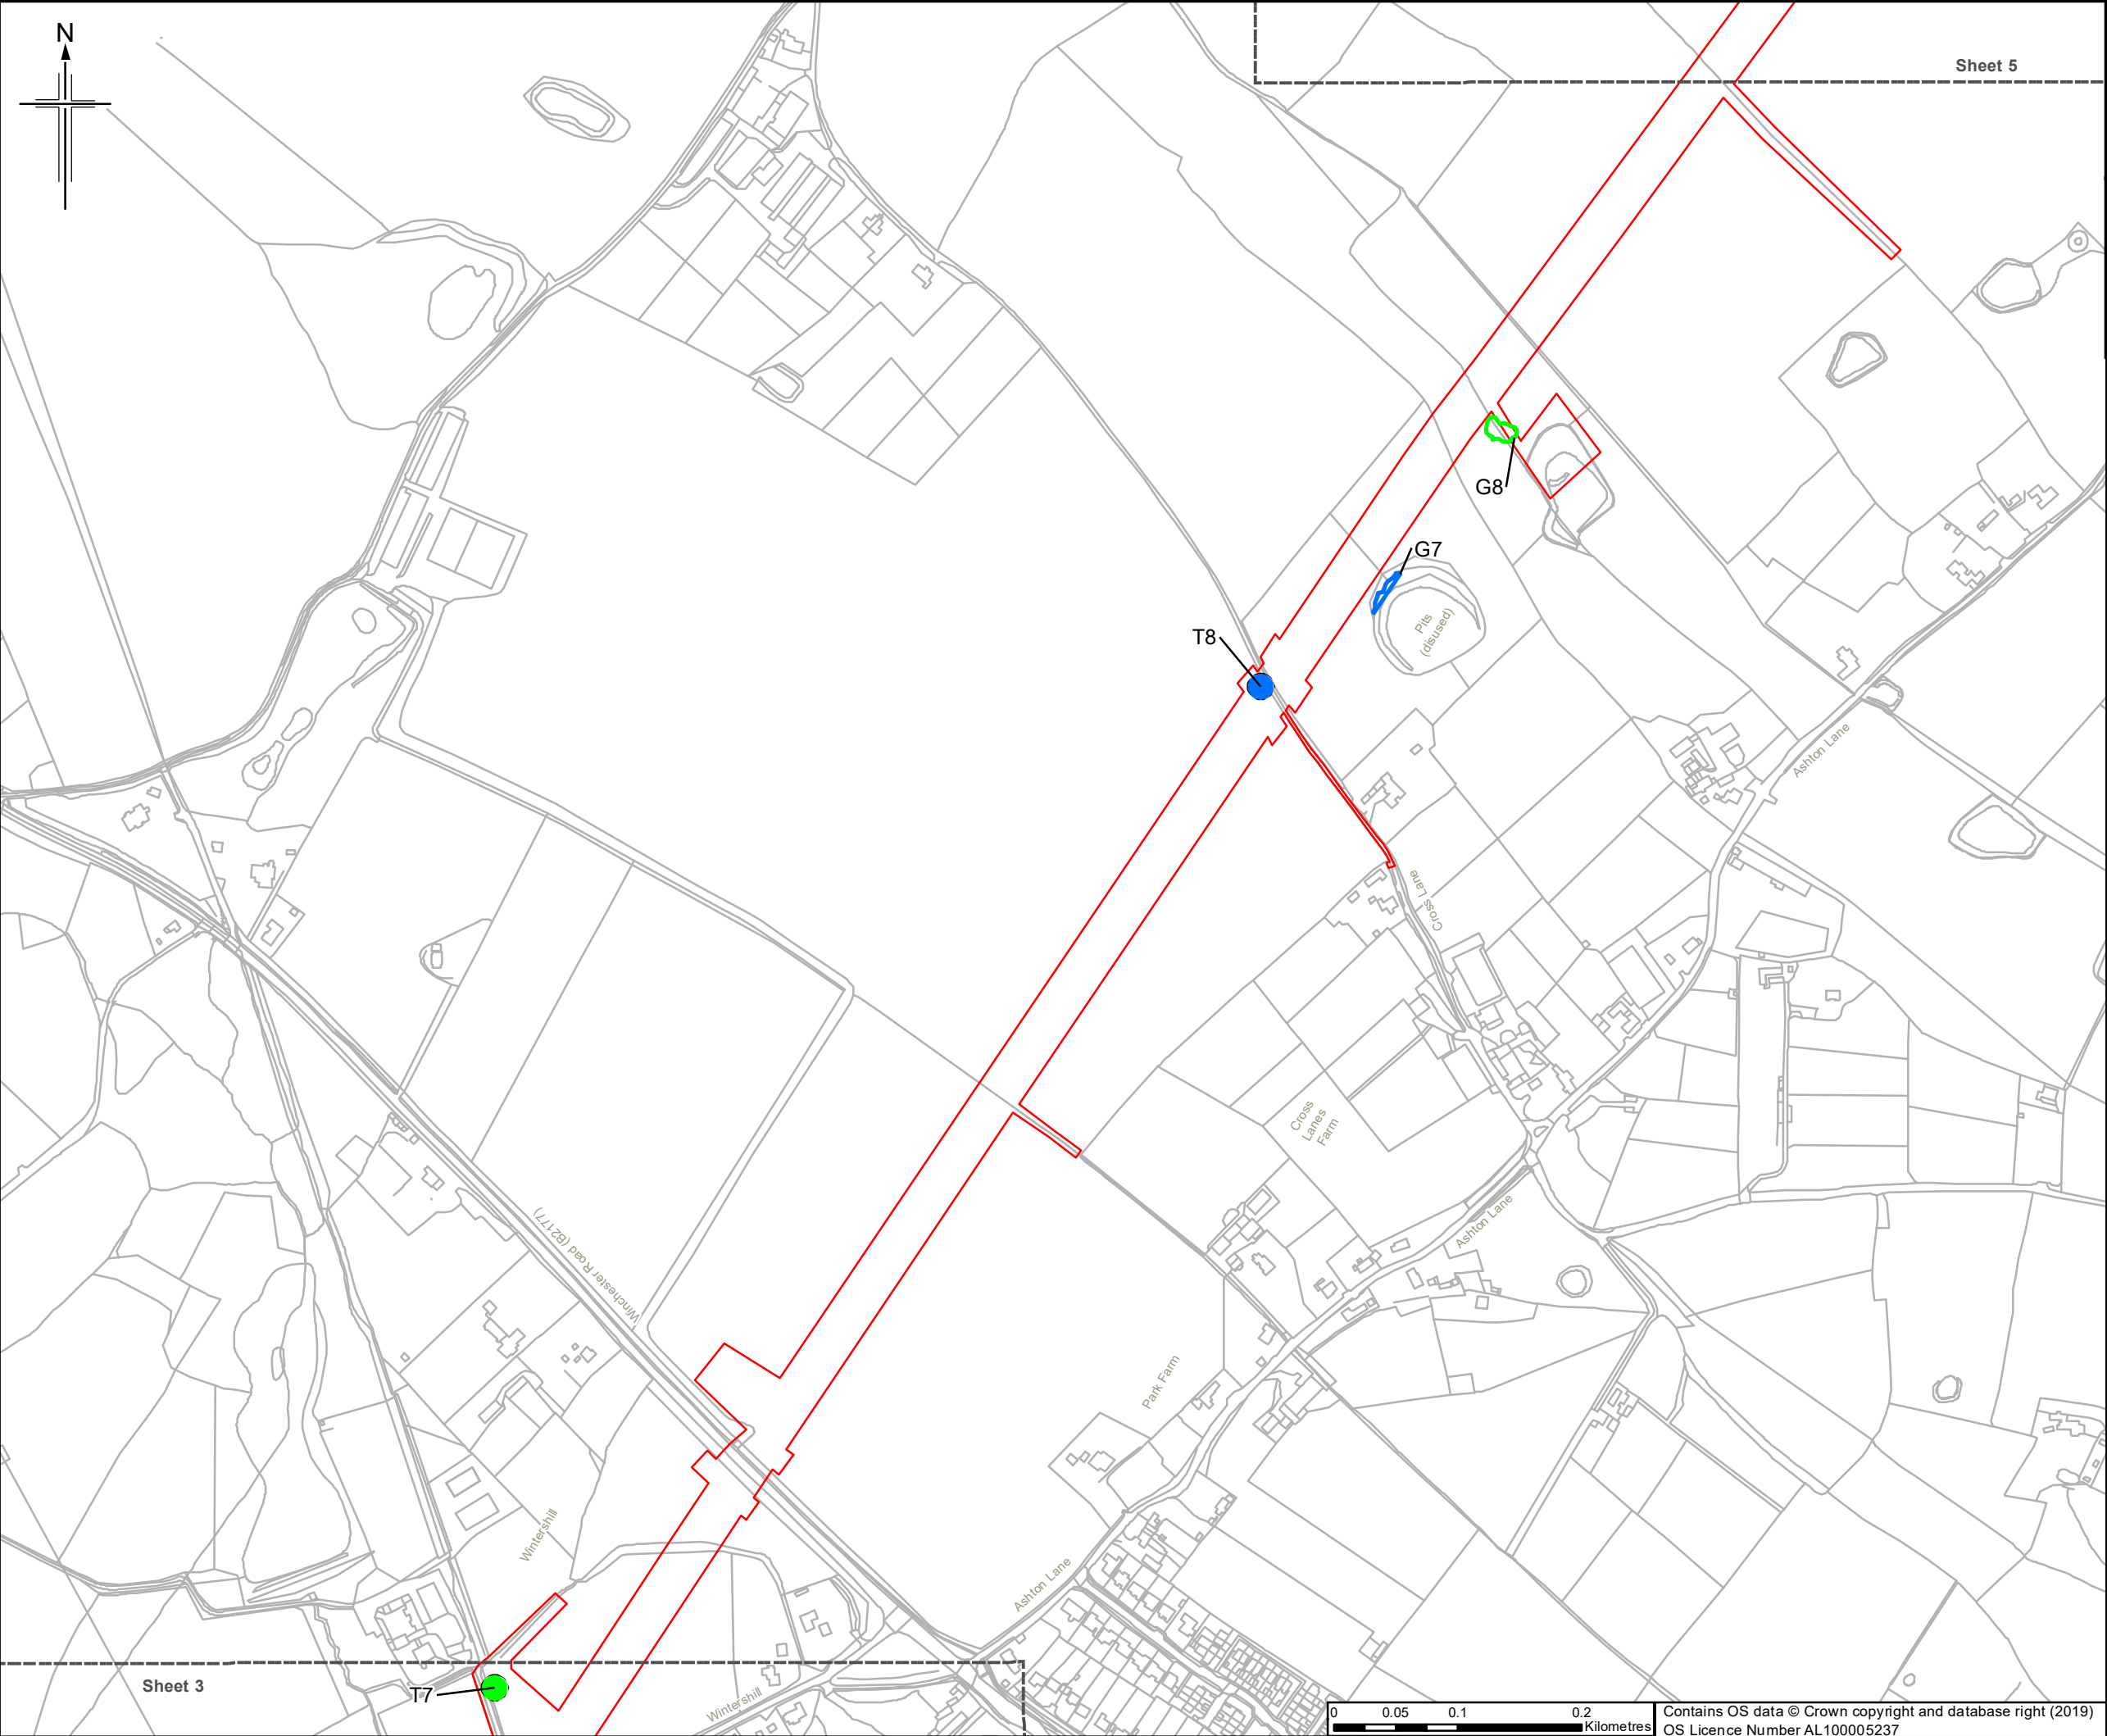 N
Sheet 5
G8
G7
Pits
(disused)
T8
Ashton Lane
Cross Lane
Cross
Lanes
Farm
Ashton Lane
Winchester Road (B2177)
Park Farm
Wintershill
Ashton Lane
Sheet 3
T7
Wintershill
0 0.05 0.1 0.2
Kilometres
Contains OS data © Crown copyright and database right (2019)
OS Licence Number AL100005237